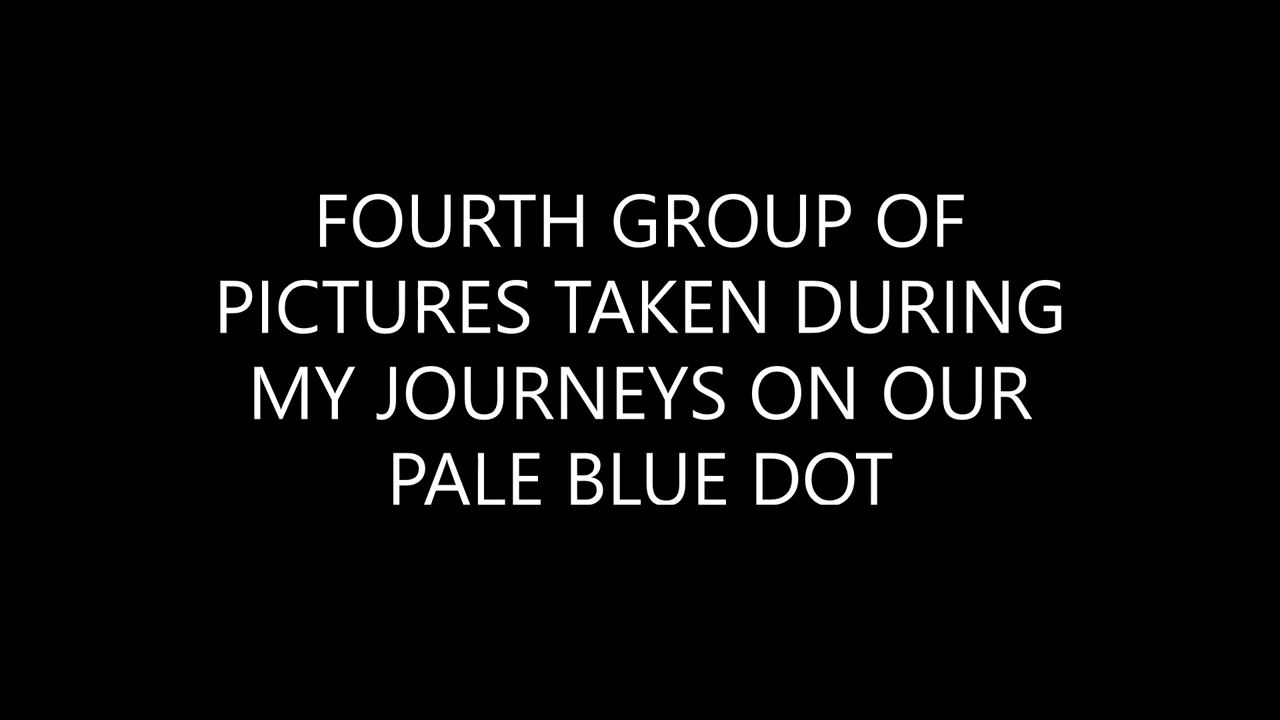 FOURTH GROUP OF
PICTURES TAKEN DURING
MY JOURNEYS ON OUR
PALE BLUE DOT